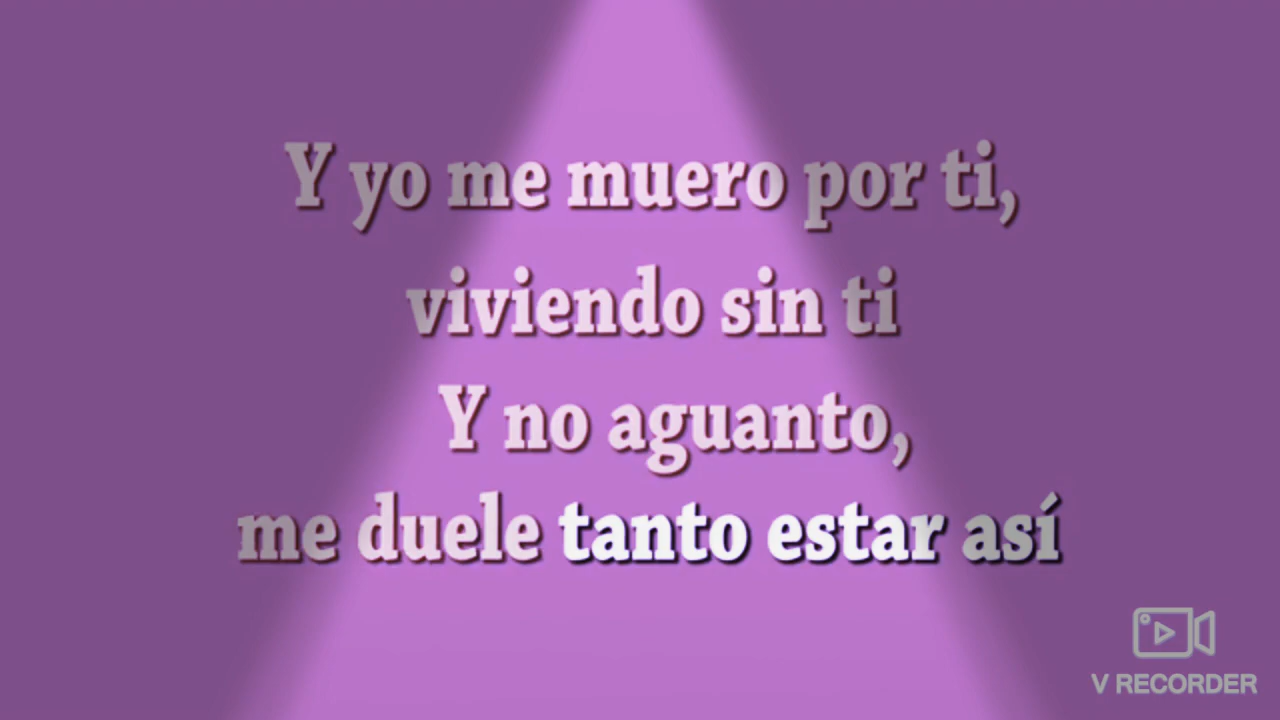 Y yo me muero por ti,
viviendo sin ti
Y no aguanto,
me duele tanto estar así
V RECORDER